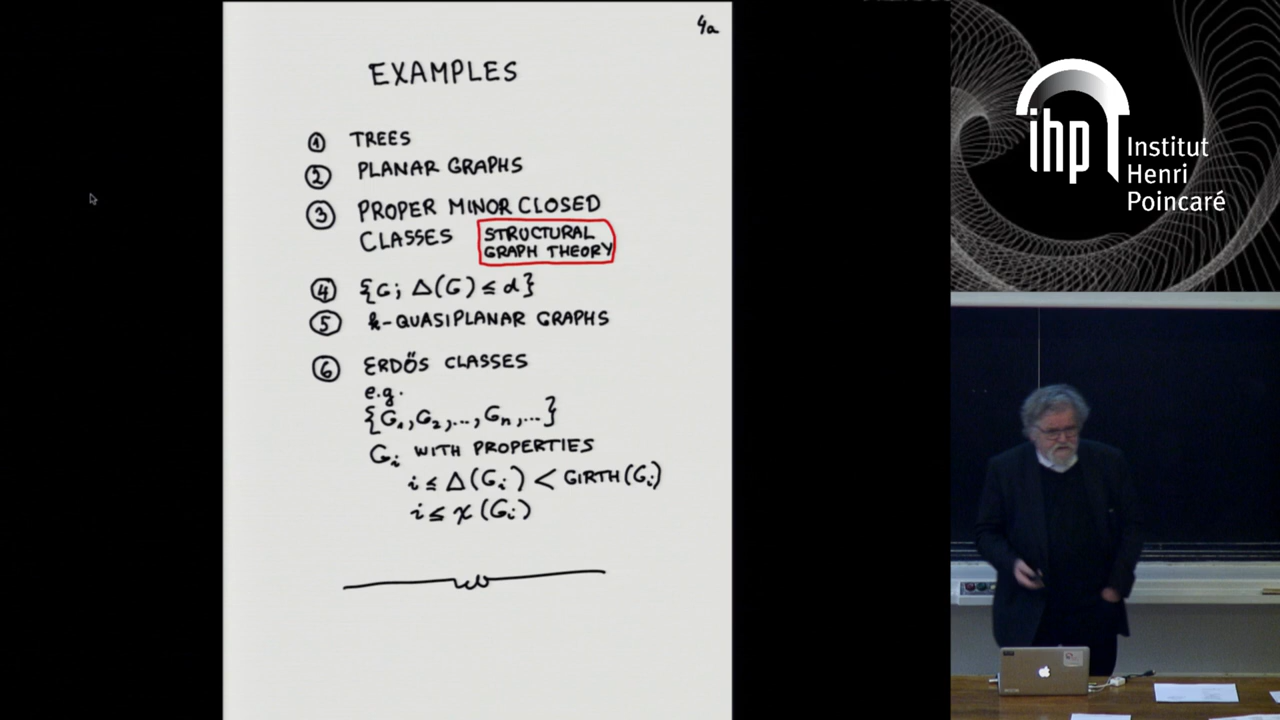 4a
EXAMPLES
① TREES
② PLANAR GRAPHS
③ PROPER MINOR CLOSED
CLASSES
STRUCTURAL
GRAPH THEORY
④ {G; Δ(G) ≤ d}
⑤ k-QUASIPLANAR GRAPHS
⑥ ERDŐS CLASSES
e.g.
{G₁, G₂, ..., Gₙ, ...}
Gᵢ WITH PROPERTIES
i ≤ Δ(Gᵢ) < GIRTH(Gᵢ)
i ≤ χ(Gᵢ)
ihp
Institut
Henri
Poincaré